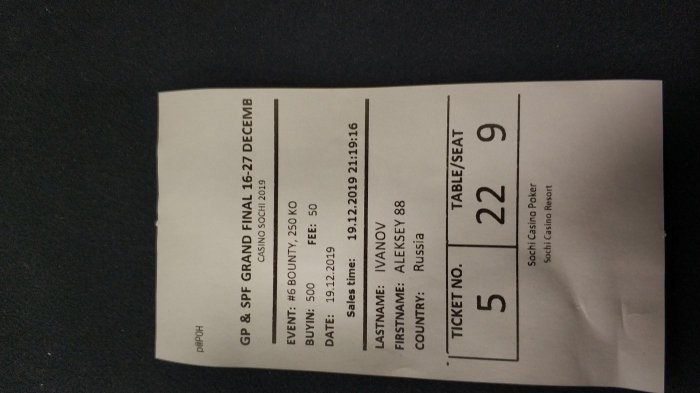 GP & SPF GRAND FINAL 16-27 DECEMB
CASINO SOCHI 2019
EVENT: #6 BOUNTY, 250 KO
BUYIN: 500 FEE: 50
DATE: 19.12.2019
Sales time: 19.12.2019 21:19:16
LASTNAME: IVANOV
FIRSTNAME: ALEKSEY 88
COUNTRY: Russia
TICKET NO. TABLE/SEAT
5 22 9
Sochi Casino Poker
Sochi Casino Resort